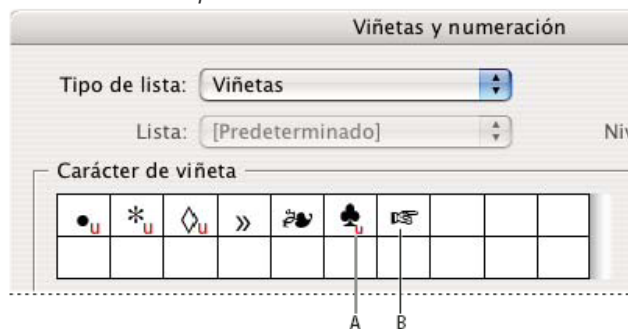 Viñetas y numeración
Tipo de lista: Viñetas
Lista: [Predeterminado]
Carácter de viñeta
•u *u ◊u » ❧ ♣u ☞
A B